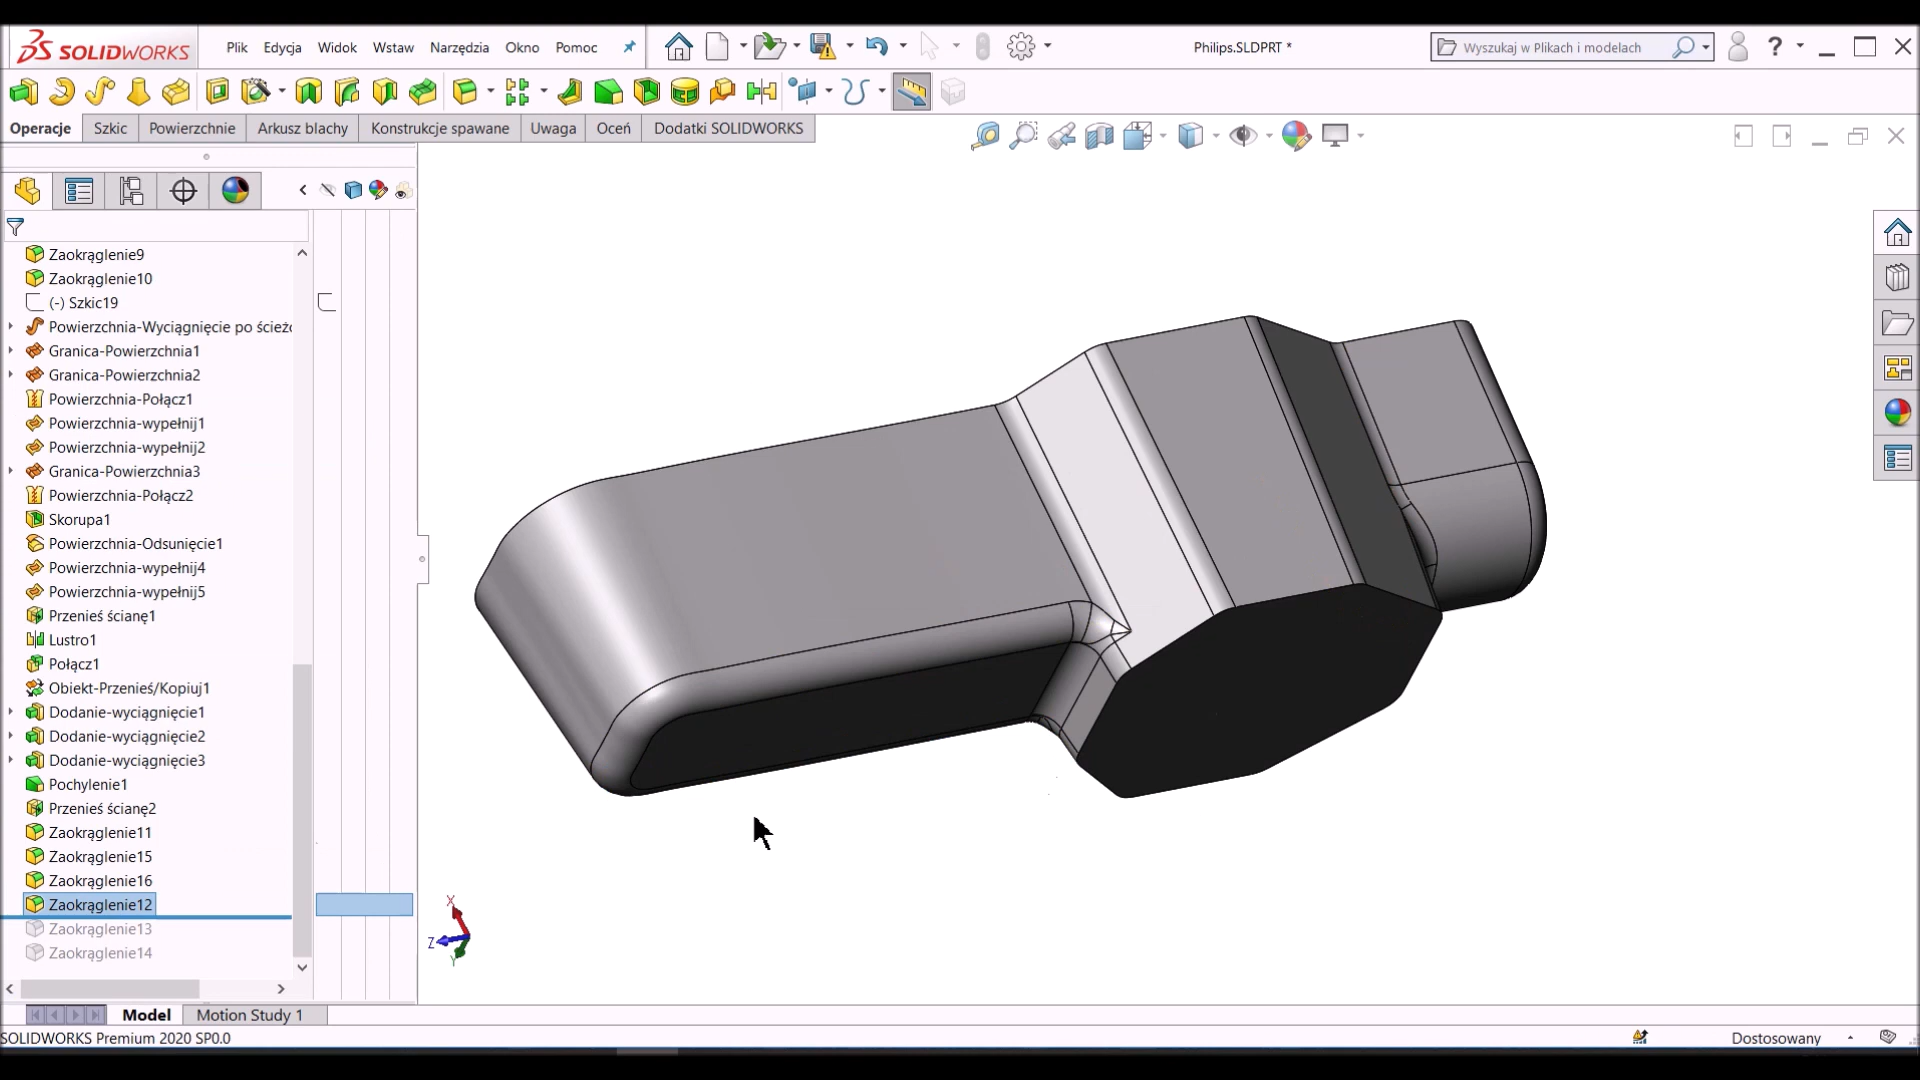 SOLIDWORKS
Plik Edycja Widok Wstaw Narzędzia Okno Pomoc
Philips.SLDPRT *
Wyszukaj w Plikach i modelach
?
Operacje Szkic Powierzchnie Arkusz blachy Konstrukcje spawane Uwaga Oceń Dodatki SOLIDWORKS
Zaokrąglenie9
Zaokrąglenie10
(-) Szkic19
Powierzchnia-Wyciągnięcie po ścieżc
Granica-Powierzchnia1
Granica-Powierzchnia2
Powierzchnia-Połącz1
Powierzchnia-wypełnij1
Powierzchnia-wypełnij2
Granica-Powierzchnia3
Powierzchnia-Połącz2
Skorupa1
Powierzchnia-Odsunięcie1
Powierzchnia-wypełnij4
Powierzchnia-wypełnij5
Przenieś ścianę1
Lustro1
Połącz1
Obiekt-Przenieś/Kopiuj1
Dodanie-wyciągnięcie1
Dodanie-wyciągnięcie2
Dodanie-wyciągnięcie3
Pochylenie1
Przenieś ścianę2
Zaokrąglenie11
Zaokrąglenie15
Zaokrąglenie16
Zaokrąglenie12
Zaokrąglenie13
Zaokrąglenie14
X
Z
Y
Model Motion Study 1
SOLIDWORKS Premium 2020 SP0.0
Dostosowany